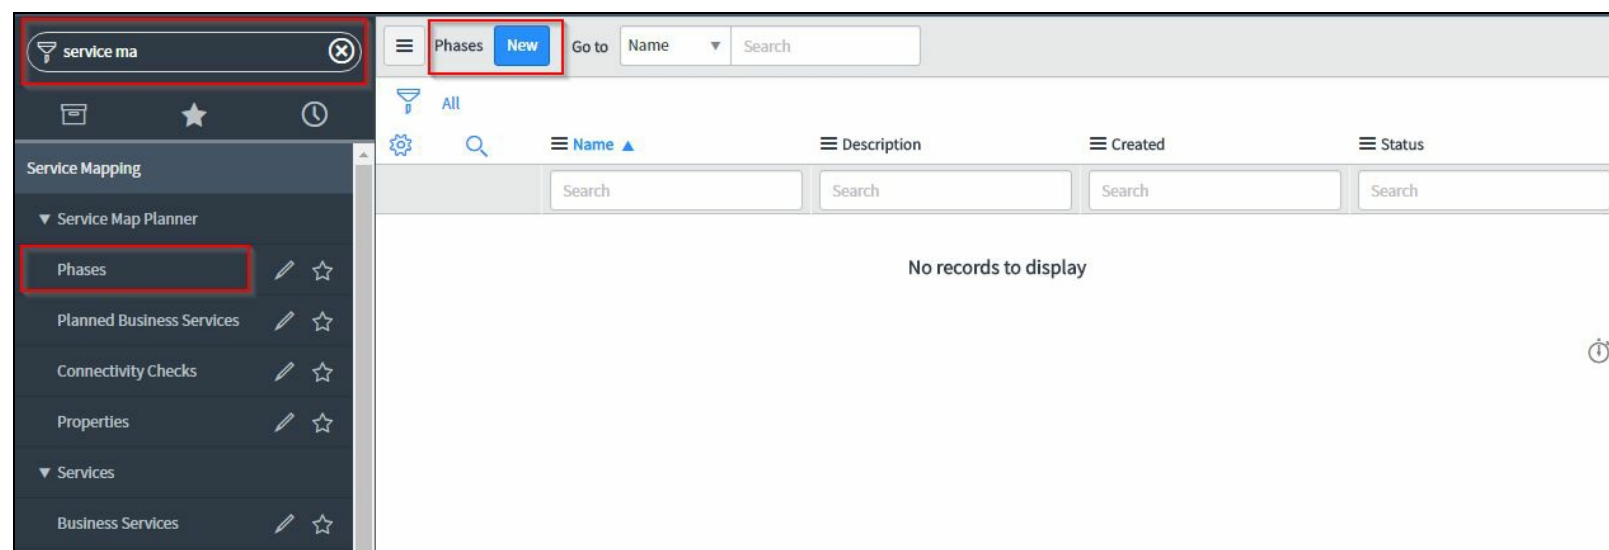 service ma
Phases New Go to Name Search
All
Name Description Created Status
Search Search Search Search
Service Mapping
Service Map Planner
Phases
No records to display
Planned Business Services
Connectivity Checks
Properties
Services
Business Services